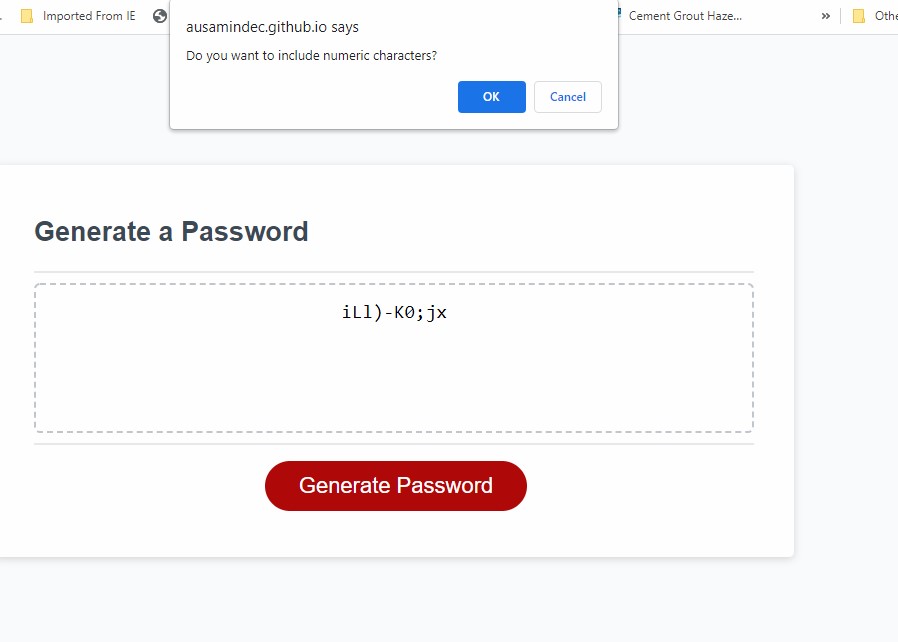 Imported From IE
Cement Grout Haze...
»
Othe
ausamindec.github.io says
Do you want to include numeric characters?
OK
Cancel
Generate a Password
iLl)-K0;jx
Generate Password